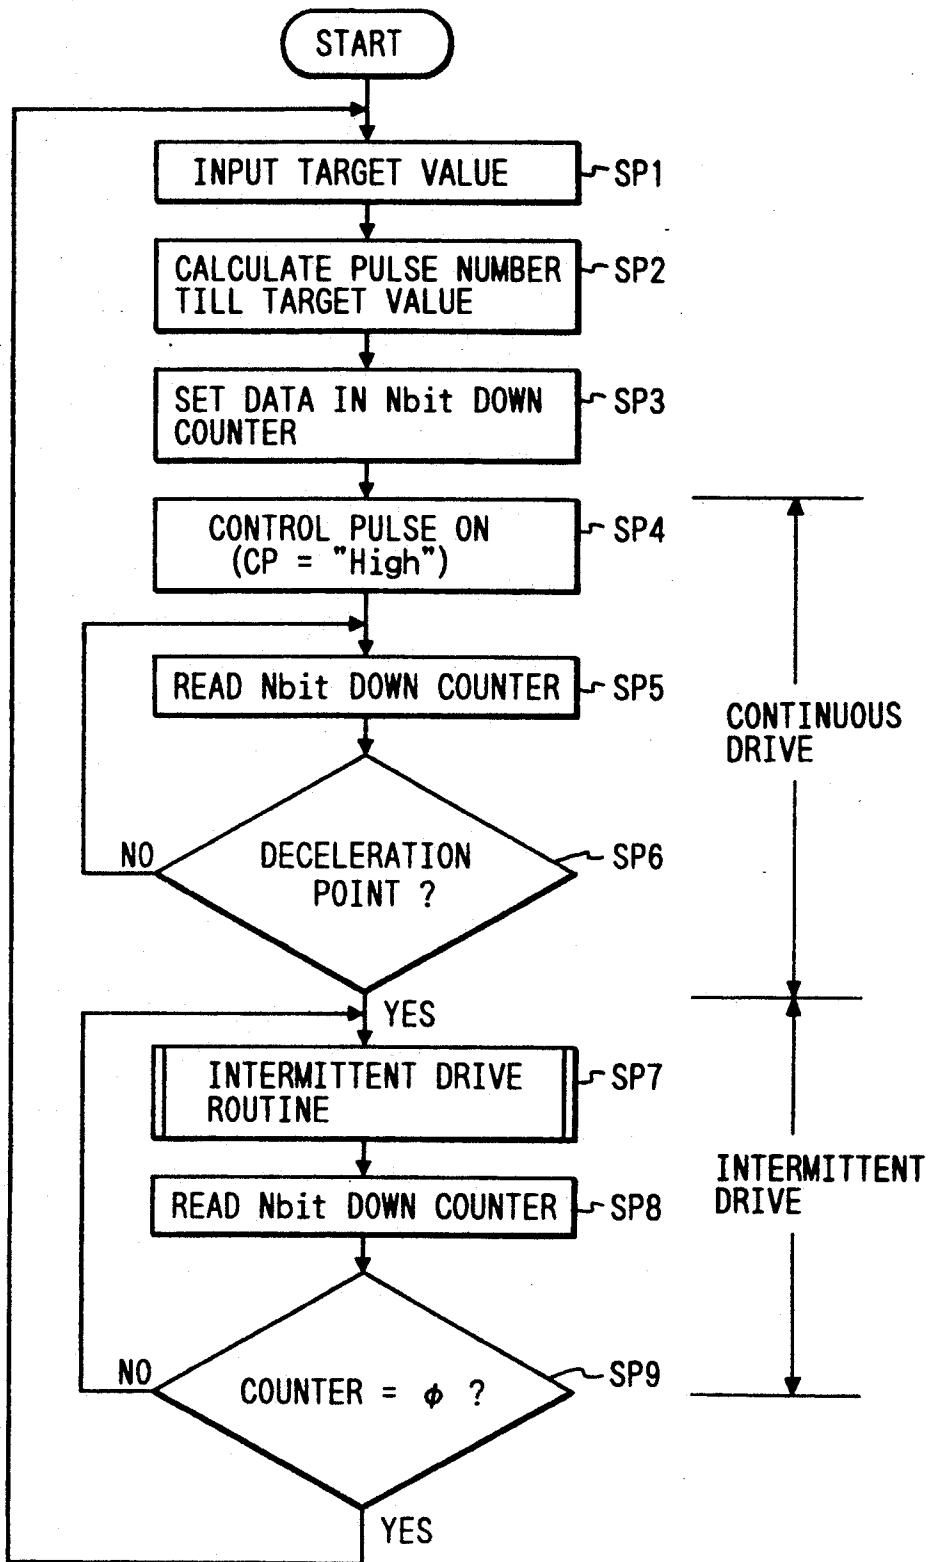 START
INPUT TARGET VALUE
SP1
CALCULATE PULSE NUMBER
TILL TARGET VALUE
SP2
SET DATA IN Nbit DOWN
COUNTER
SP3
CONTROL PULSE ON
(CP = "High")
SP4
READ Nbit DOWN COUNTER
SP5
CONTINUOUS
DRIVE
DECELERATION
POINT ?
SP6
NO
YES
INTERMITTENT DRIVE
ROUTINE
SP7
READ Nbit DOWN COUNTER
SP8
INTERMITTENT
DRIVE
COUNTER = ϕ ?
SP9
NO
YES